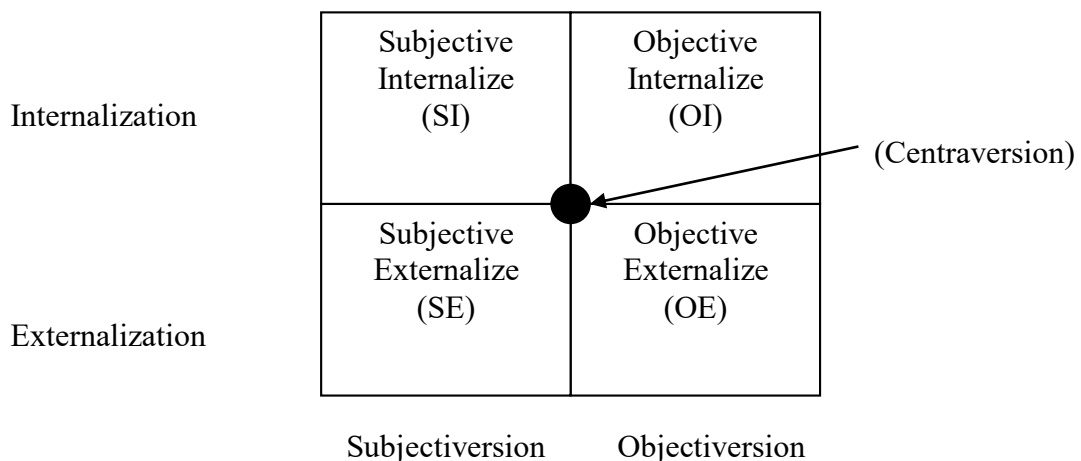 Subjective
Internalize
(SI)
Objective
Internalize
(OI)
Internalization
(Centraversion)
Subjective
Externalize
(SE)
Objective
Externalize
(OE)
Externalization
Subjectiversion
Objectiversion